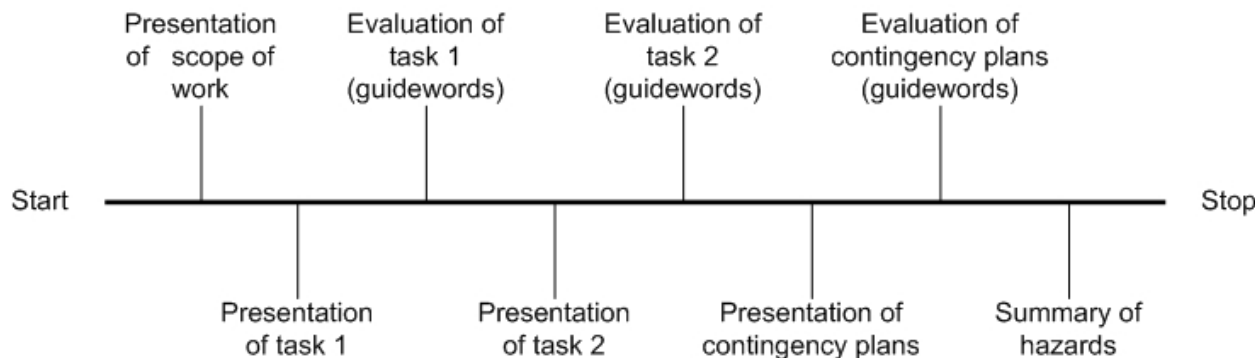 Presentation
of scope of
work
Evaluation of
task 1
(guidewords)
Evaluation of
task 2
(guidewords)
Evaluation of
contingency plans
(guidewords)
Start
Stop
Presentation
of task 1
Presentation
of task 2
Presentation of
contingency plans
Summary of
hazards